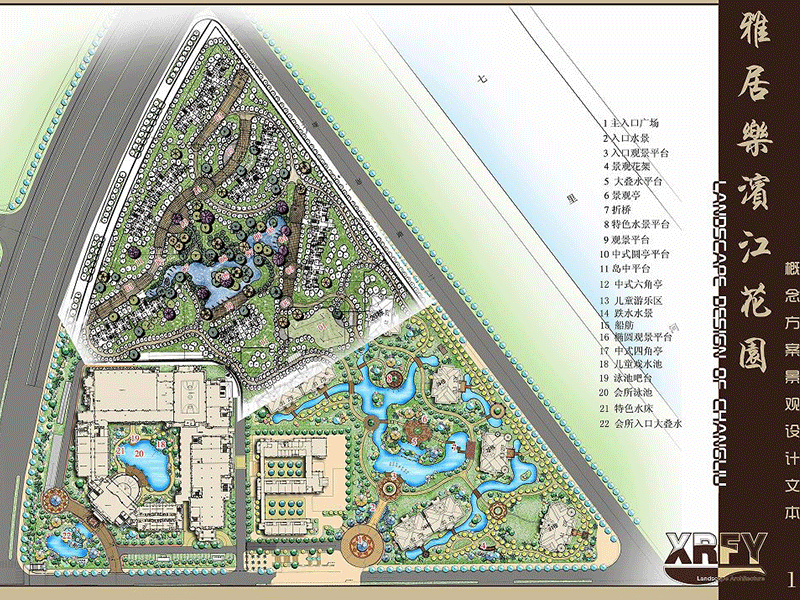 雅居樂濱江花園
LANDSCAPE DESIGN OF CHANGSHU
概念方案景观设计文本
七
里
河
1 主入口广场
2 入口水景
3 入口观景平台
4 景观花架
5 大叠水平台
6 景观亭
7 折桥
8 特色水景平台
9 观景平台
10 中式圆亭平台
11 岛中平台
12 中式六角亭
13 儿童游乐区
14 跌水水景
15 船舫
16 椭圆观景平台
17 中式四角亭
18 儿童戏水池
19 泳池吧台
20 会所泳池
21 特色水床
22 会所入口大叠水
19
18
21
20
22
XRFY
Landscape Architecture
1